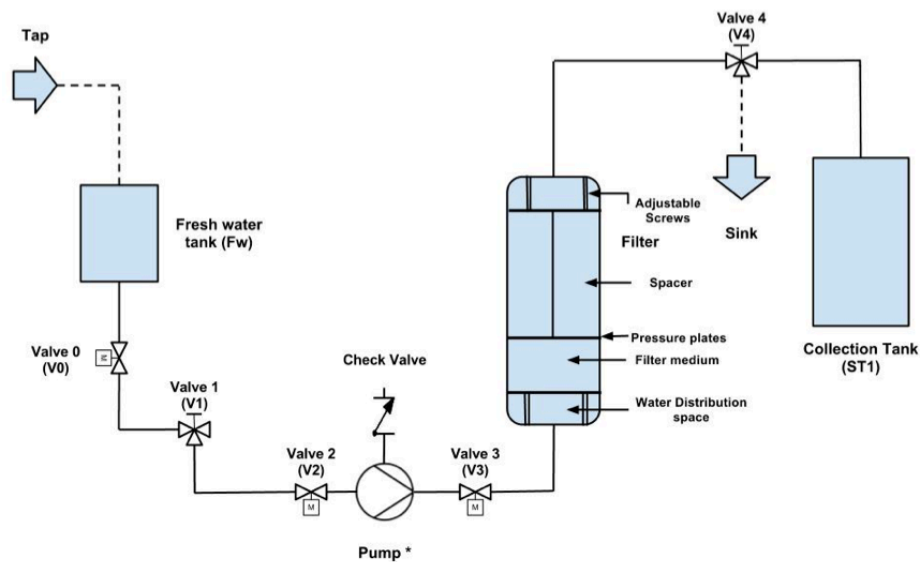 Tap
Fresh water
tank (Fw)
Valve 0
(V0)
M
Valve 1
(V1)
Valve 2
(V2)
M
Check Valve
Pump *
Valve 3
(V3)
M
Valve 4
(V4)
Adjustable
Screws
Filter
Spacer
Pressure plates
Filter medium
Water Distribution
space
Sink
Collection Tank
(ST1)